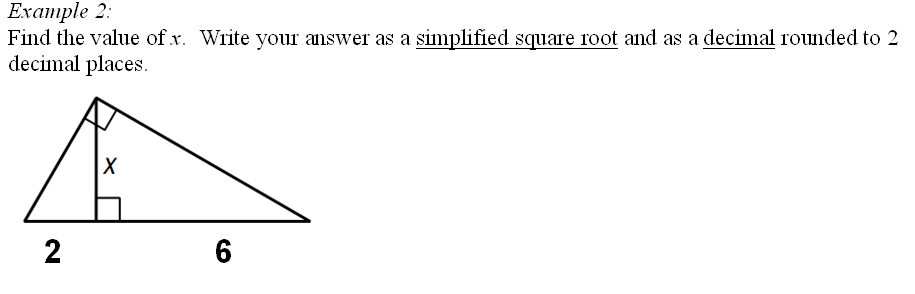 Example 2:
Find the value of x. Write your answer as a simplified square root and as a decimal rounded to 2
decimal places.
X
2 6